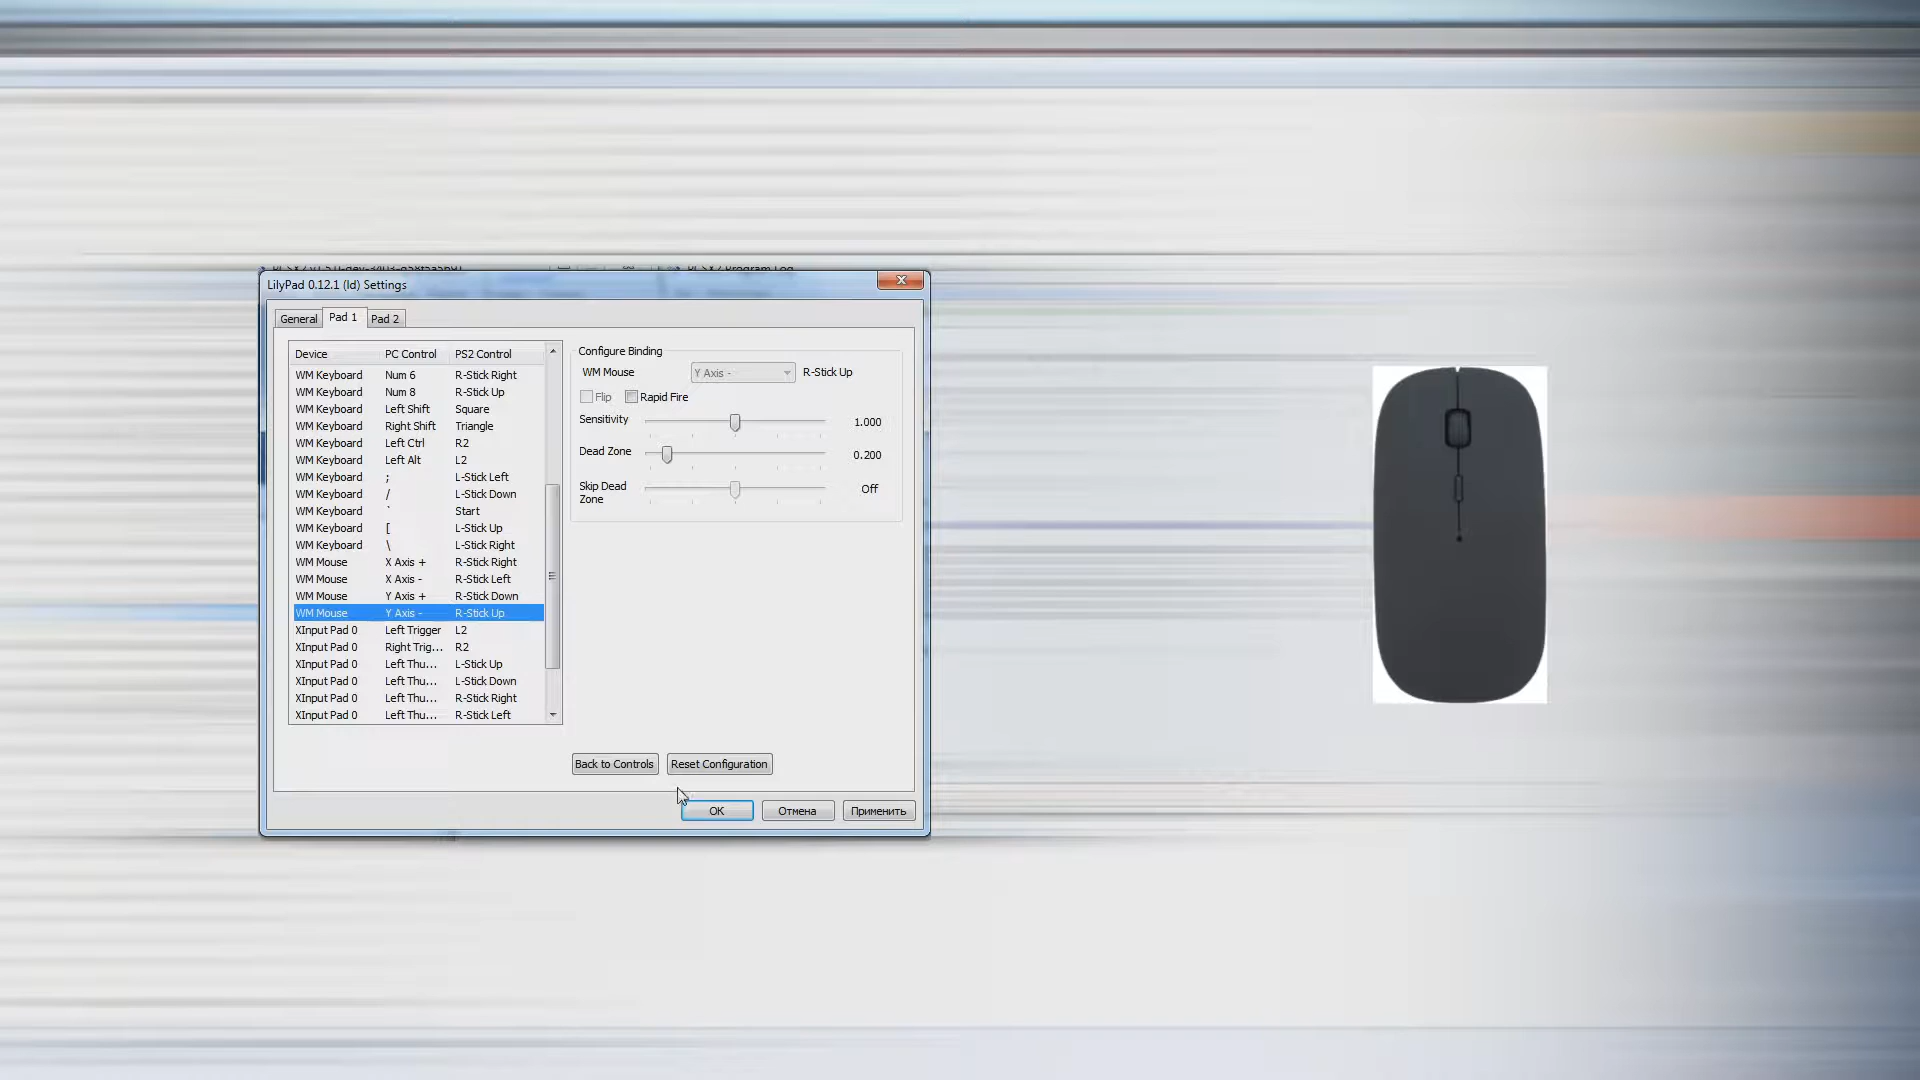 LilyPad 0.12.1 (ld) Settings
General Pad 1 Pad 2
Device PC Control PS2 Control
WM Keyboard Num 6 R-Stick Right
WM Keyboard Num 8 R-Stick Up
WM Keyboard Left Shift Square
WM Keyboard Right Shift Triangle
WM Keyboard Left Ctrl R2
WM Keyboard Left Alt L2
WM Keyboard ; L-Stick Left
WM Keyboard / L-Stick Down
WM Keyboard ` Start
WM Keyboard [ L-Stick Up
WM Keyboard \ L-Stick Right
WM Mouse X Axis + R-Stick Right
WM Mouse X Axis - R-Stick Left
WM Mouse Y Axis + R-Stick Down
WM Mouse Y Axis - R-Stick Up
XInput Pad 0 Left Trigger L2
XInput Pad 0 Right Trig... R2
XInput Pad 0 Left Thu... L-Stick Up
XInput Pad 0 Left Thu... L-Stick Down
XInput Pad 0 Left Thu... R-Stick Right
XInput Pad 0 Left Thu... R-Stick Left
Configure Binding
WM Mouse Y Axis - R-Stick Up
Flip Rapid Fire
Sensitivity 1.000
Dead Zone 0.200
Skip Dead Off
Zone
Back to Controls Reset Configuration
OK Отмена Применить